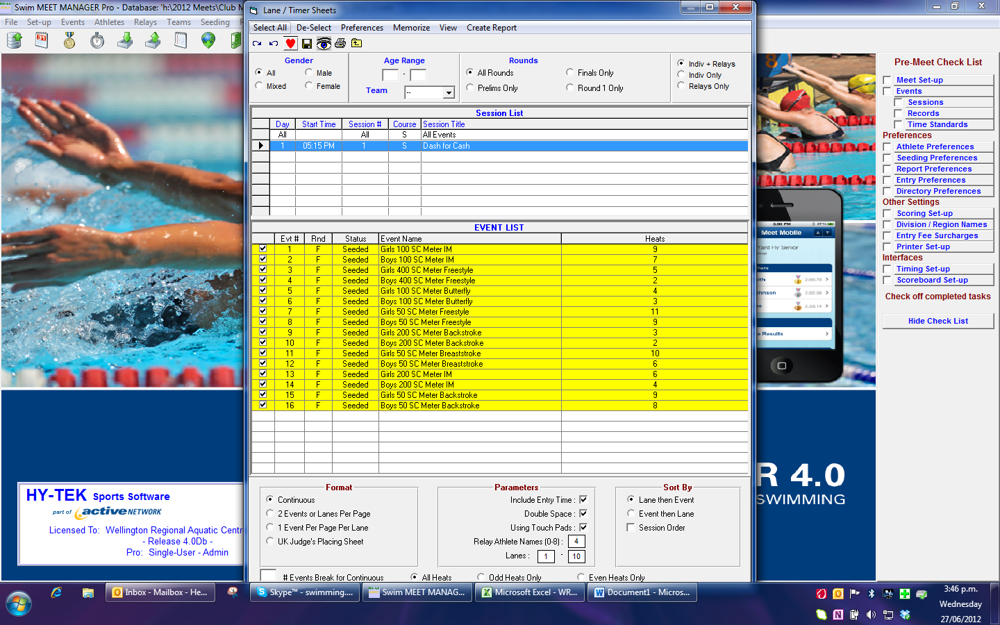 Swim MEET MANAGER Pro - Database: 'h:\2012 Meets\Club M
File Set-up Events Athletes Relays Teams Seeding R
31
Lane / Timer Sheets
Select All De-Select Preferences Memorize View Create Report
Gender
All Male
Mixed Female
Age Range
-
Team --
Rounds
All Rounds Finals Only
Prelims Only Round 1 Only
Indiv + Relays
Indiv Only
Relays Only
Session List
Day Start Time Session # Course Session Title
All All S All Events
1 05:15 PM 1 S Dash for Cash
EVENT LIST
Evt # Rnd Status Event Name Heats
1 F Seeded Girls 100 SC Meter IM 9
2 F Seeded Boys 100 SC Meter IM 7
3 F Seeded Girls 400 SC Meter Freestyle 5
4 F Seeded Boys 400 SC Meter Freestyle 2
5 F Seeded Girls 100 SC Meter Butterfly 4
6 F Seeded Boys 100 SC Meter Butterfly 3
7 F Seeded Girls 50 SC Meter Freestyle 11
8 F Seeded Boys 50 SC Meter Freestyle 9
9 F Seeded Girls 200 SC Meter Backstroke 3
10 F Seeded Boys 200 SC Meter Backstroke 2
11 F Seeded Girls 50 SC Meter Breaststroke 10
12 F Seeded Boys 50 SC Meter Breaststroke 6
13 F Seeded Girls 200 SC Meter IM 6
14 F Seeded Boys 200 SC Meter IM 4
15 F Seeded Girls 50 SC Meter Backstroke 9
16 F Seeded Boys 50 SC Meter Backstroke 8
Format
Continuous
2 Events or Lanes Per Page
1 Event Per Page Per Lane
UK Judge's Placing Sheet
Parameters
Include Entry Time :
Double Space :
Using Touch Pads :
Relay Athlete Names (0-8) : 4
Lanes : 1 - 10
Sort By
Lane then Event
Event then Lane
Session Order
# Events Break for Continuous All Heats Odd Heats Only Even Heats Only
HY-TEK Sports Software
part of active NETWORK
Licensed To: Wellington Regional Aquatic Centr
- Release 4.0Db -
Pro: Single-User - Admin
8
3:03 PM 37%
Meet Mobile
Yard Fly Senior
2:00.70
hnson 2:02.66
2:03.14
e Results
R 4.0
SWIMMING
Pre-Meet Check List
Meet Set-up
Events
Sessions
Records
Time Standards
Preferences
Athlete Preferences
Seeding Preferences
Report Preferences
Entry Preferences
Directory Preferences
Other Settings
Scoring Set-up
Division / Region Names
Entry Fee Surcharges
Printer Set-up
Interfaces
Timing Set-up
Scoreboard Set-up
Check off completed tasks
Hide Check List
Inbox - Mailbox - He...
Skype™ - swimming....
Swim MEET MANAG...
Microsoft Excel - WR...
Document1 - Micros...
3:46 p.m.
Wednesday
27/06/2012